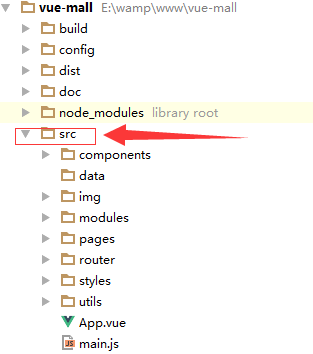 vue-mall E:\wamp\www\vue-mall
build
config
dist
doc
node_modules library root
src
components
data
img
modules
pages
router
styles
utils
App.vue
main.js